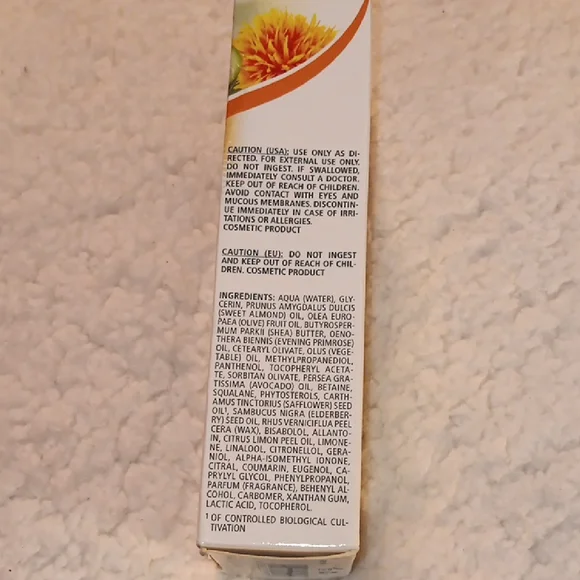 CAUTION (USA): USE ONLY AS DI-
RECTED. FOR EXTERNAL USE ONLY.
DO NOT INGEST. IF SWALLOWED,
IMMEDIATELY CONSULT A DOCTOR.
KEEP OUT OF REACH OF CHILDREN.
AVOID CONTACT WITH EYES AND
MUCOUS MEMBRANES. DISCONTIN-
UE IMMEDIATELY IN CASE OF IRRI-
TATIONS OR ALLERGIES.
COSMETIC PRODUCT
CAUTION (EU): DO NOT INGEST
AND KEEP OUT OF REACH OF CHIL-
DREN. COSMETIC PRODUCT
INGREDIENTS: AQUA (WATER), GLY-
CERIN, PRUNUS AMYGDALUS DULCIS
(SWEET ALMOND) OIL, OLEA EURO-
PAEA (OLIVE) FRUIT OIL, BUTYROSPER-
MUM PARKII (SHEA) BUTTER, OENO-
THERA BIENNIS (EVENING PRIMROSE)
OIL, CETEARYL OLIVATE, OLUS (VEGE-
TABLE) OIL, METHYLPROPANEDIOL,
PANTHENOL, TOCOPHERYL ACETA-
TE, SORBITAN OLIVATE, PERSEA GRA-
TISSIMA (AVOCADO) OIL, BETAINE,
SQUALANE, PHYTOSTEROLS, CARTH-
AMUS TINCTORIUS (SAFFLOWER) SEED
OIL¹, SAMBUCUS NIGRA (ELDERBER-
RY) SEED OIL, RHUS VERNICIFLUA PEEL
CERA (WAX), BISABOLOL, ALLANTO-
IN, CITRUS LIMON PEEL OIL, LIMONE-
NE, LINALOOL, CITRONELLOL, GERA-
NIOL, ALPHA-ISOMETHYL IONONE,
CITRAL, COUMARIN, EUGENOL, CA-
PRYLYL GLYCOL, PHENYLPROPANOL,
PARFUM (FRAGRANCE), BEHENYL AL-
COHOL, CARBOMER, XANTHAN GUM,
LACTIC ACID, TOCOPHEROL.
¹ OF CONTROLLED BIOLOGICAL CUL-
TIVATION